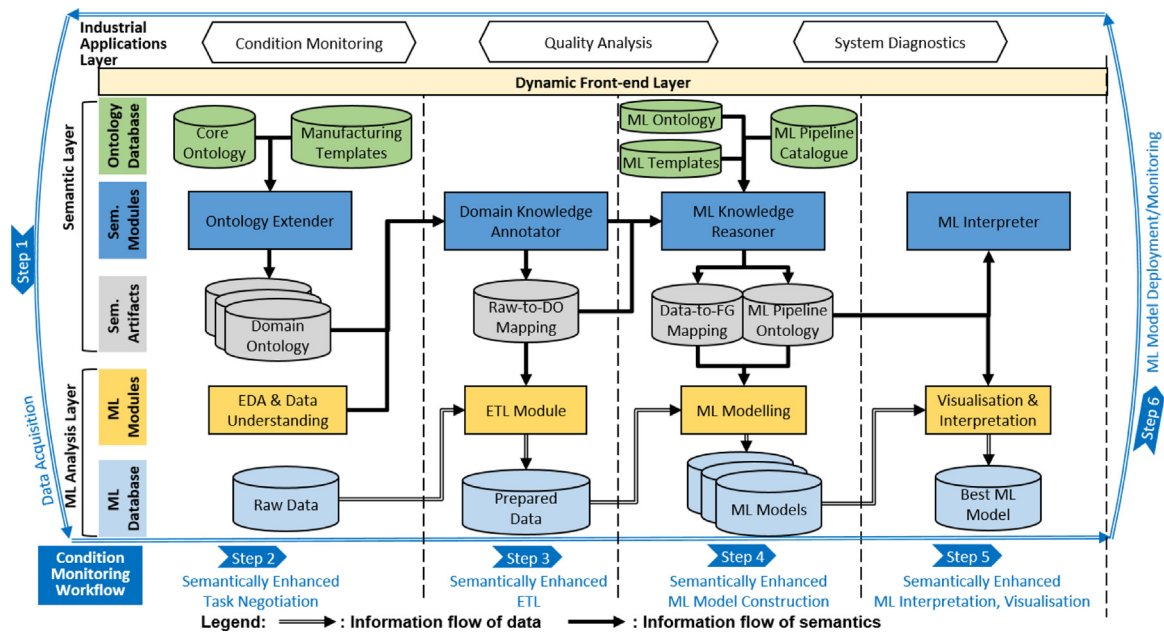 Industrial
Applications
Layer
Condition Monitoring
Quality Analysis
System Diagnostics
Dynamic Front-end Layer
Semantic Layer
Ontology
Database
Core
Ontology
Manufacturing
Templates
ML Ontology
ML Templates
ML Pipeline
Catalogue
Sem.
Modules
Ontology Extender
Domain Knowledge
Annotator
ML Knowledge
Reasoner
ML Interpreter
Sem.
Artifacts
Domain
Ontology
Raw-to-DO
Mapping
Data-to-FG
Mapping
ML Pipeline
Ontology
ML Analysis Layer
ML
Modules
EDA & Data
Understanding
ETL Module
ML Modelling
Visualisation &
Interpretation
ML
Database
Raw Data
Prepared
Data
ML Models
Best ML
Model
Step 1
Data Acquisition
ML Model Deployment/Monitoring
Step 6
Condition
Monitoring
Workflow
Step 2
Semantically Enhanced
Task Negotiation
Step 3
Semantically Enhanced
ETL
Step 4
Semantically Enhanced
ML Model Construction
Step 5
Semantically Enhanced
ML Interpretation, Visualisation
Legend: : Information flow of data : Information flow of semantics